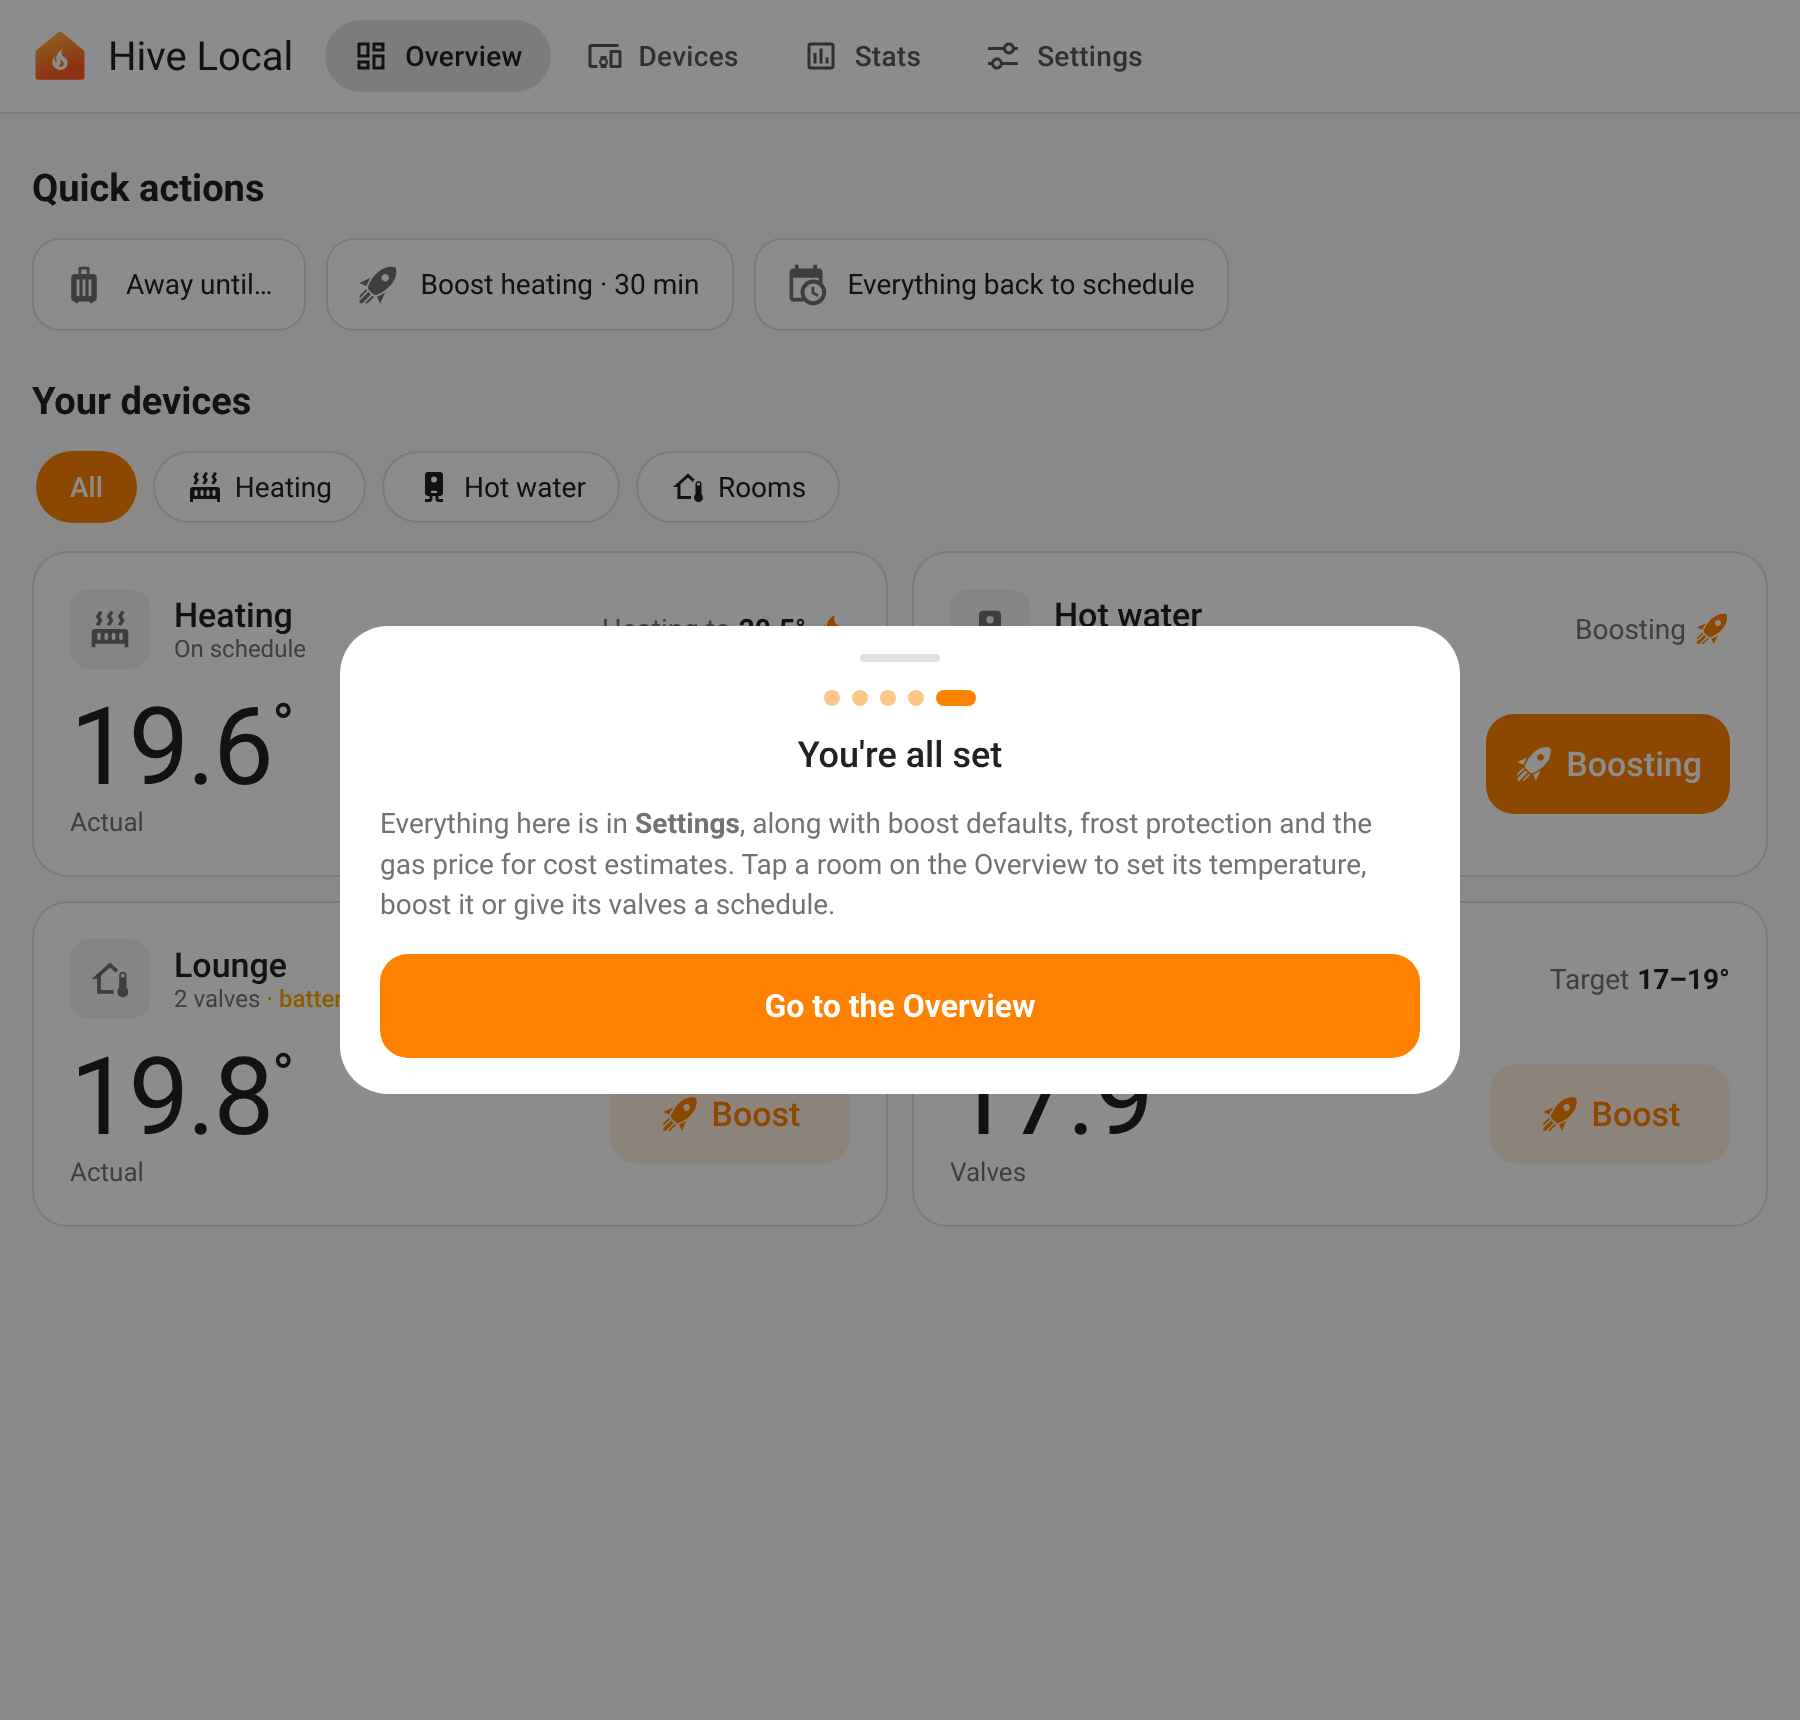 Hive Local
Overview
Devices
Stats
Settings
Quick actions
Away until...
Boost heating · 30 min
Everything back to schedule
Your devices
All
Heating
Hot water
Rooms
Heating
On schedule
19.6°
Actual
Hot water
Boosting
Boosting
You're all set
Everything here is in Settings, along with boost defaults, frost protection and the
gas price for cost estimates. Tap a room on the Overview to set its temperature,
boost it or give its valves a schedule.
Go to the Overview
Lounge
2 valves ·
19.8°
Actual
Boost
Target 17–19°
17.9
Valves
Boost